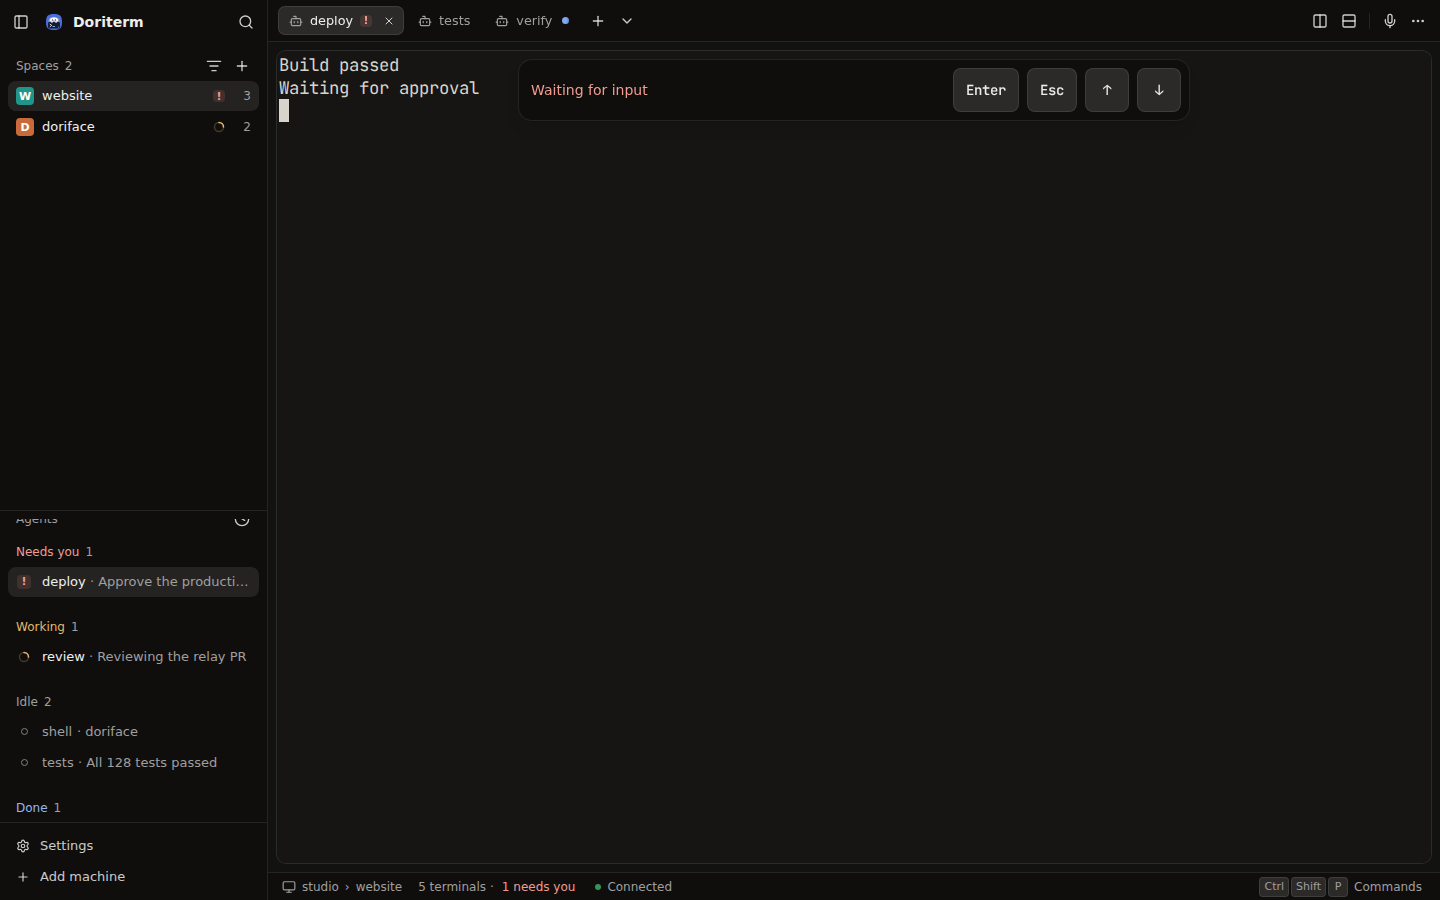 Doriterm
deploy !
tests
verify
Spaces 2
W website ! 3
D doriface 2
Build passed
Waiting for approval
Waiting for input
Enter
Esc
↑
↓
Agents
Needs you 1
! deploy · Approve the producti…
Working 1
review · Reviewing the relay PR
Idle 2
shell · doriface
tests · All 128 tests passed
Done 1
Settings
Add machine
studio › website 5 terminals · 1 needs you Connected
Ctrl Shift P Commands